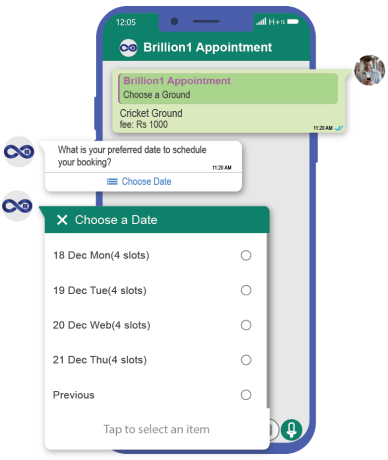 12:05
H+
Brillion1 Appointment
Brillion1 Appointment
Choose a Ground
Cricket Ground
fee: Rs 1000
11:20 AM
What is your preferred date to schedule
your booking?
11:20 AM
Choose Date
Choose a Date
18 Dec Mon(4 slots)
19 Dec Tue(4 slots)
20 Dec Web(4 slots)
21 Dec Thu(4 slots)
Previous
Tap to select an item